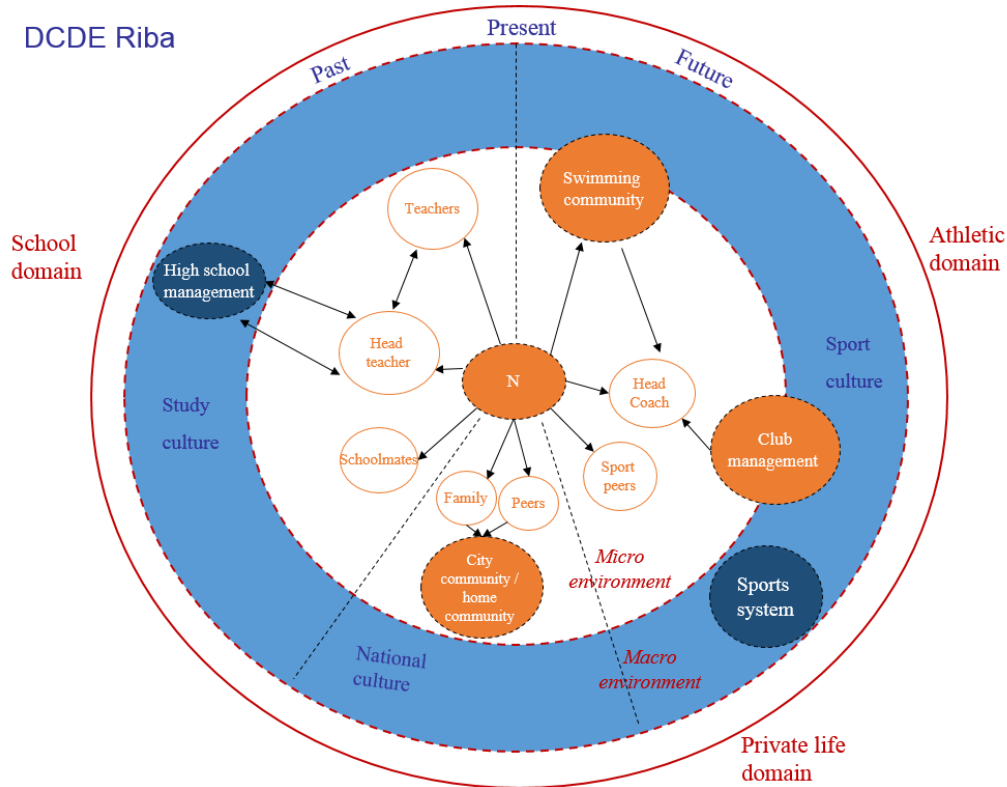 DCDE Riba
Present
Past
Future
Swimming
community
Teachers
School
domain
Athletic
domain
High school
management
Head
teacher
N
Head
Coach
Sport
culture
Study
culture
Club
management
Schoolmates
Sport
peers
Family
Peers
City
community /
home
community
Micro
environment
Sports
system
National
culture
Macro
environment
Private life
domain